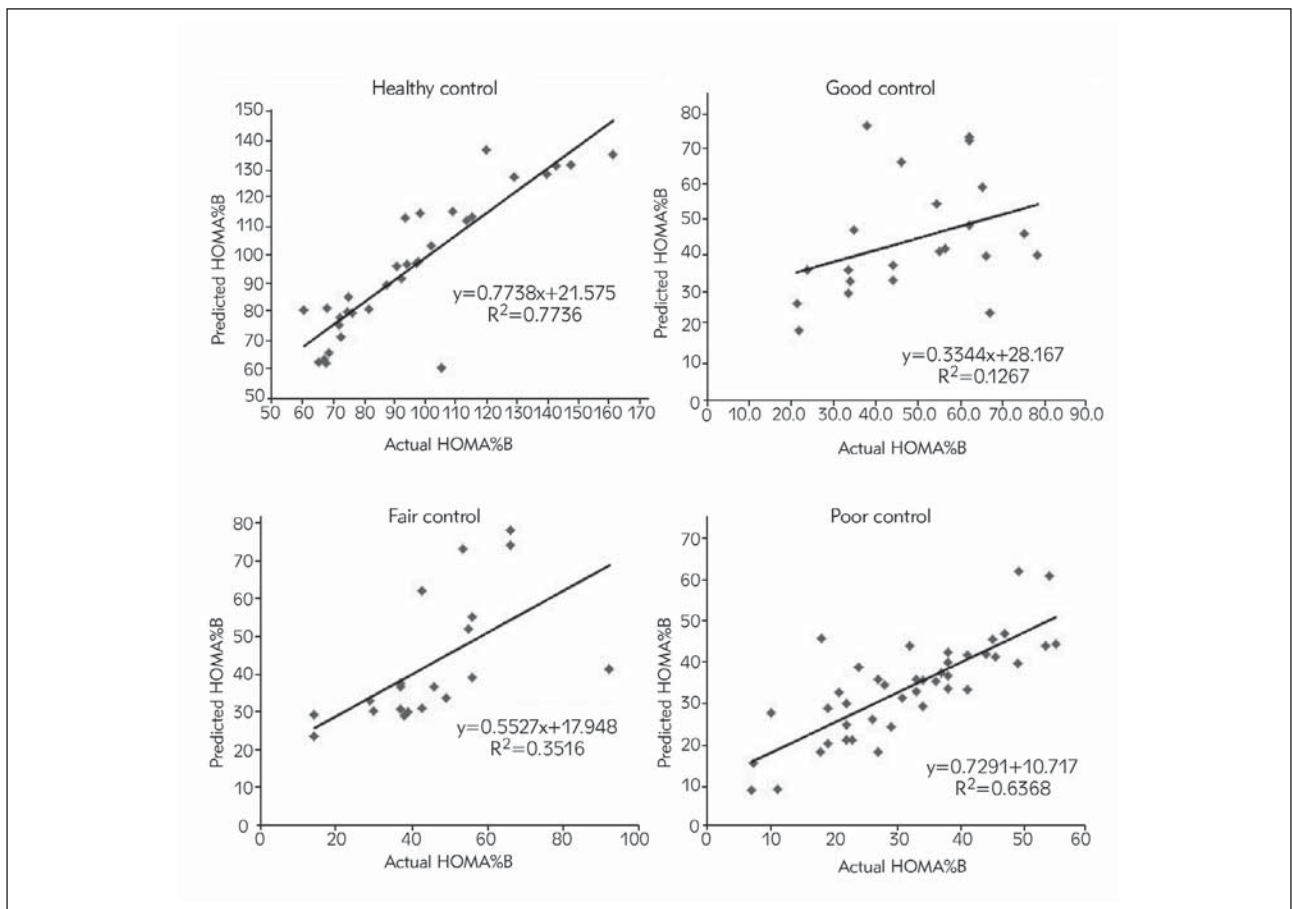 Healthy control
150
140
130
120
110
100
90
80
70
60
50
Predicted HOMA%B
y=0.7738x+21.575
R²=0.7736
50 60 70 80 90 100 110 120 130 140 150 160 170
Actual HOMA%B
Good control
80
70
60
50
40
30
20
10
Predicted HOMA%B
y=0.3344x+28.167
R²=0.1267
0 10.0 20.0 30.0 40.0 50.0 60.0 70.0 80.0 90.0
Actual HOMA%B
Fair control
80
70
60
50
40
30
20
10
0
Predicted HOMA%B
y=0.5527x+17.948
R²=0.3516
0 20 40 60 80 100
Actual HOMA%B
Poor control
70
60
50
40
30
20
10
0
Predicted HOMA%B
y=0.7291+10.717
R²=0.6368
0 10 20 30 40 50 60
Actual HOMA%B